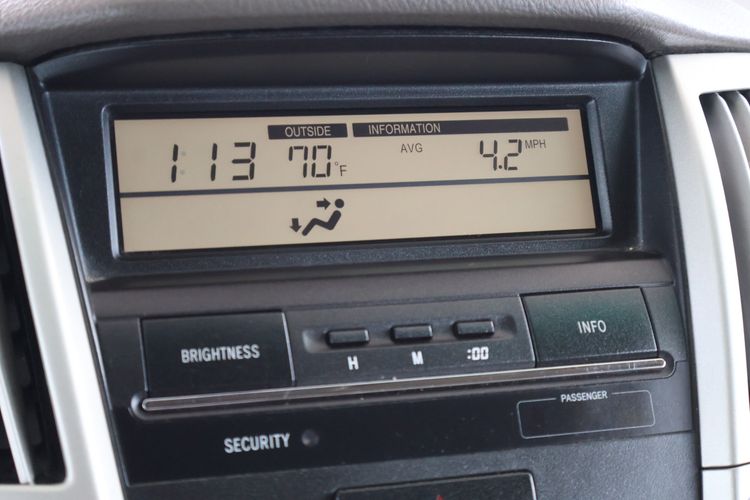 OUTSIDE INFORMATION
1:13 70°F AVG 4.2 MPH
BRIGHTNESS H M :00 INFO
PASSENGER
SECURITY